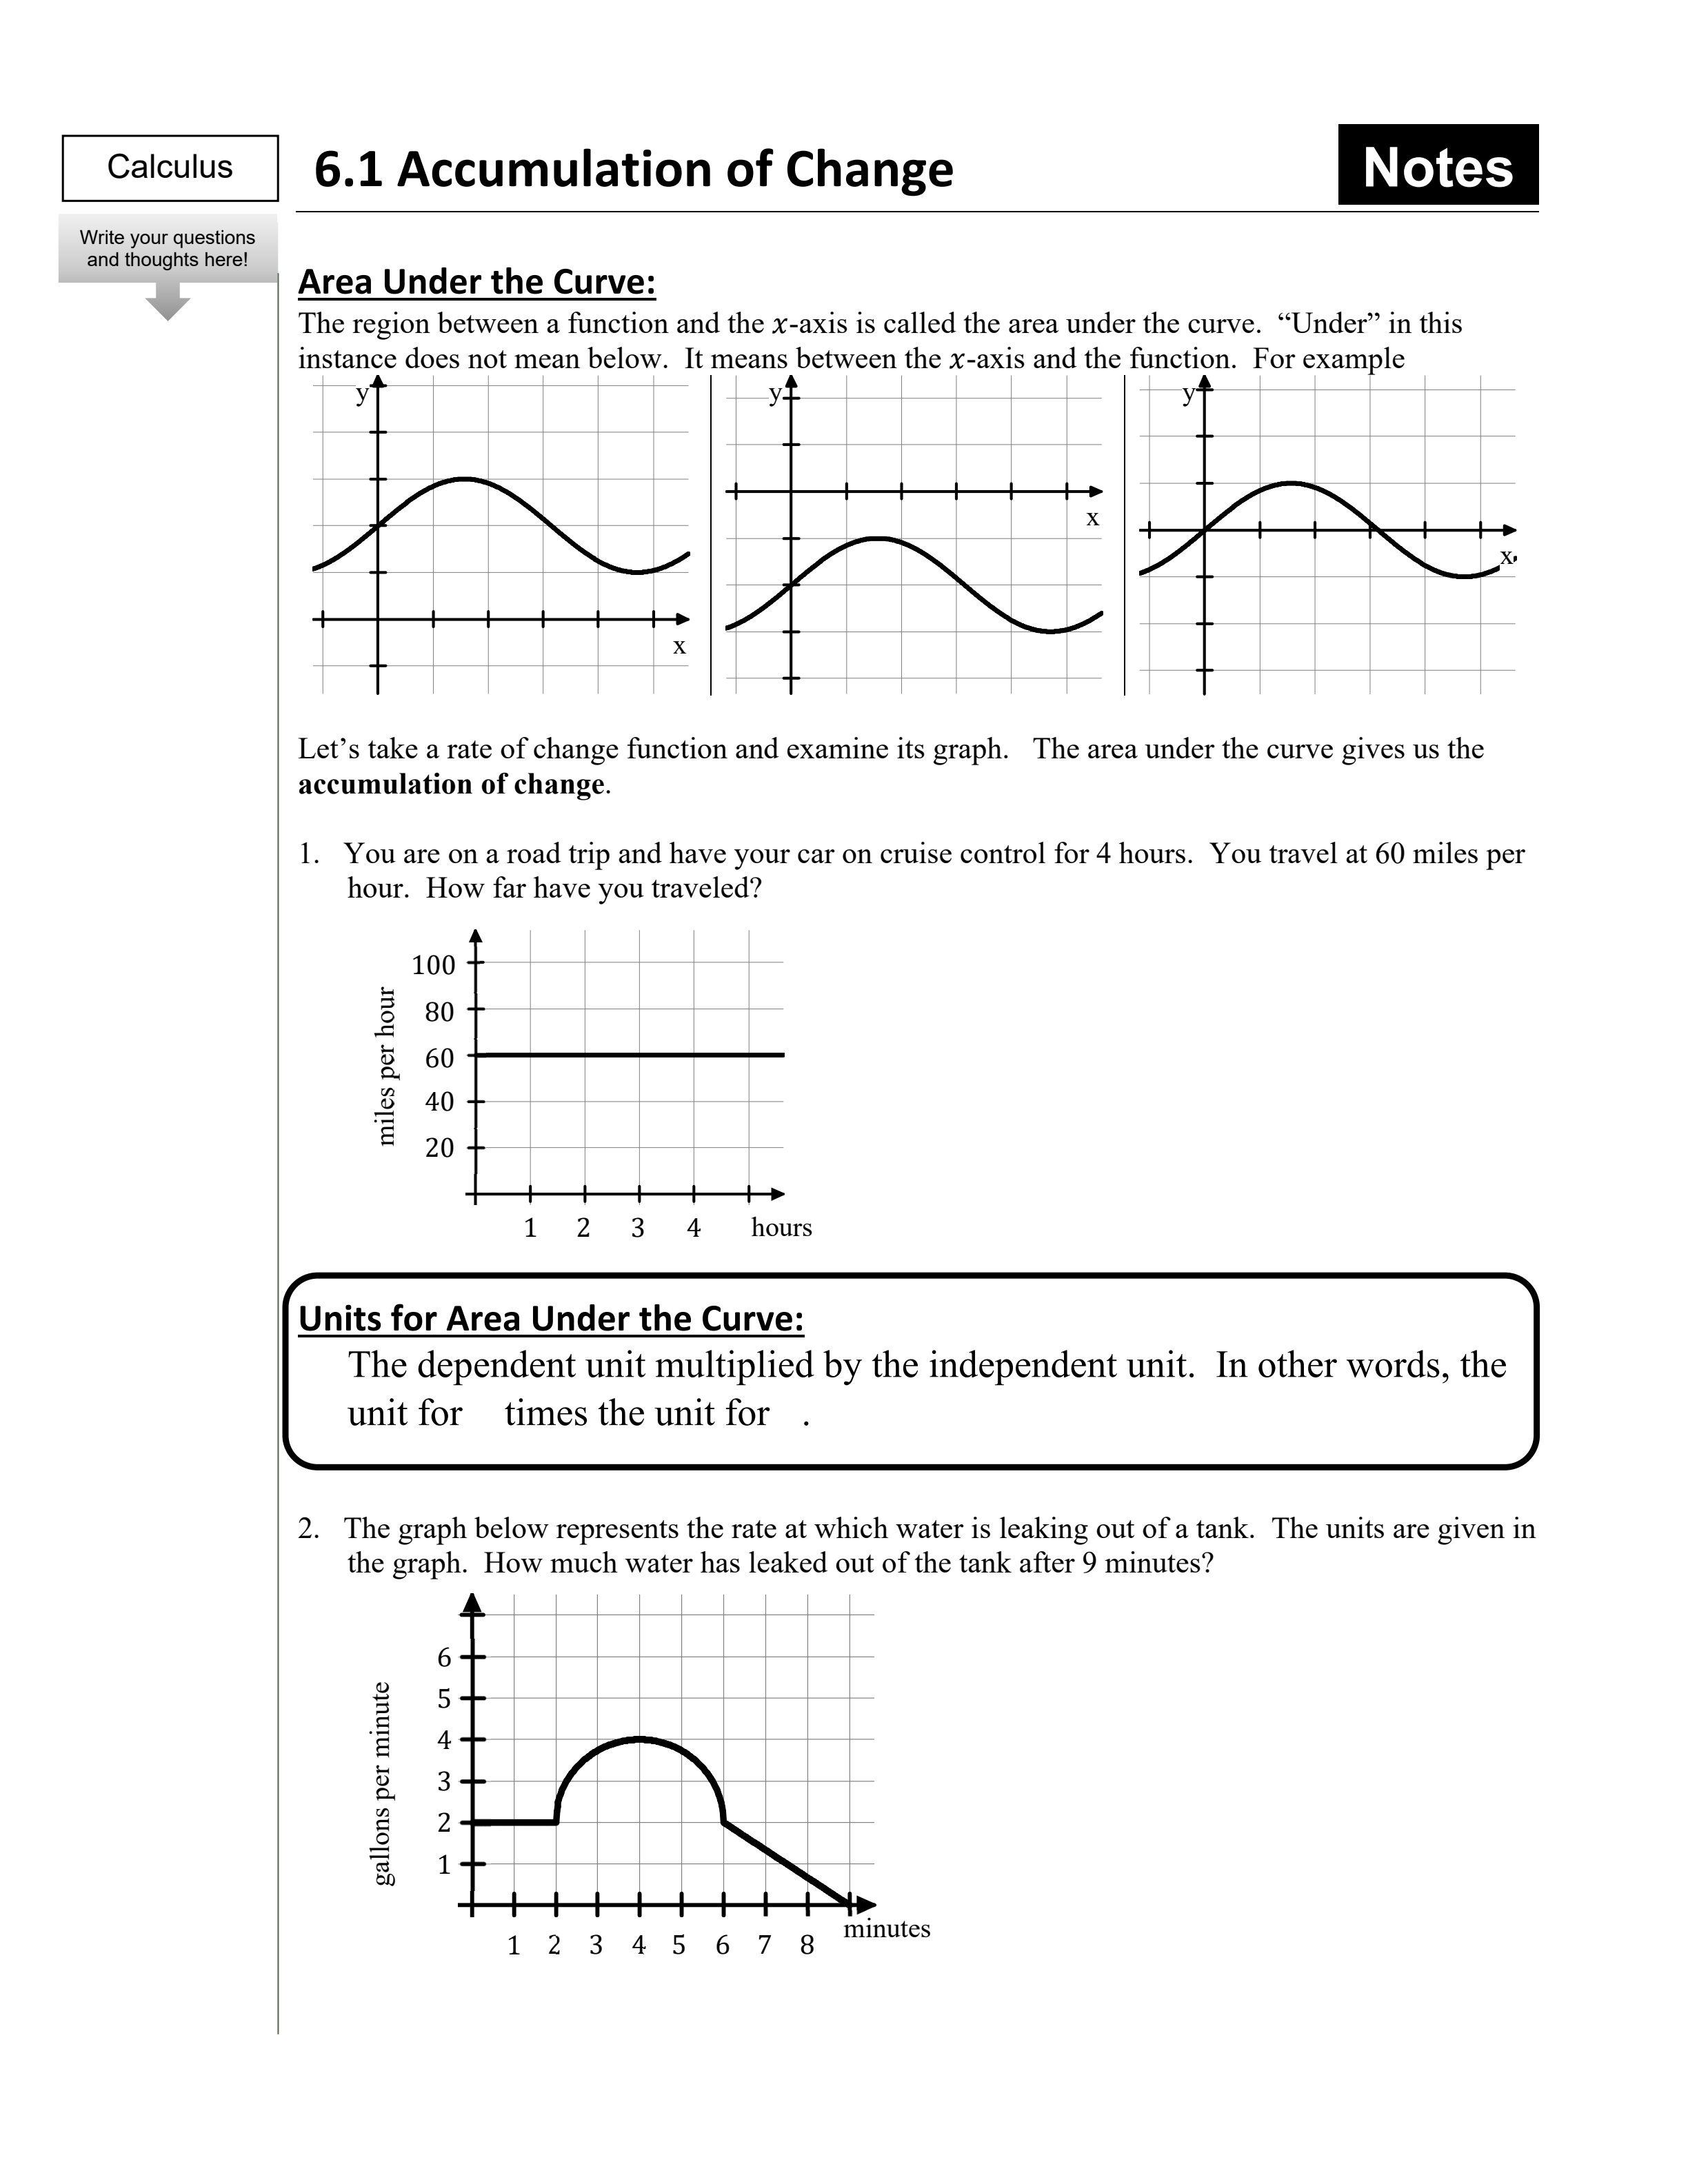 Calculus
6.1 Accumulation of Change
Notes
Write your questions
and thoughts here!
Area Under the Curve:
The region between a function and the x-axis is called the area under the curve.  “Under” in this
instance does not mean below.  It means between the x-axis and the function.  For example
y
x
y
x
y
x
Let’s take a rate of change function and examine its graph.   The area under the curve gives us the
accumulation of change.
1.   You are on a road trip and have your car on cruise control for 4 hours.  You travel at 60 miles per
hour.  How far have you traveled?
miles per hour
100
80
60
40
20
1 2 3 4 hours
Units for Area Under the Curve:
The dependent unit multiplied by the independent unit.  In other words, the
unit for    times the unit for   .
2.   The graph below represents the rate at which water is leaking out of a tank.  The units are given in
the graph.  How much water has leaked out of the tank after 9 minutes?
gallons per minute
6
5
4
3
2
1
minutes
1 2 3 4 5 6 7 8